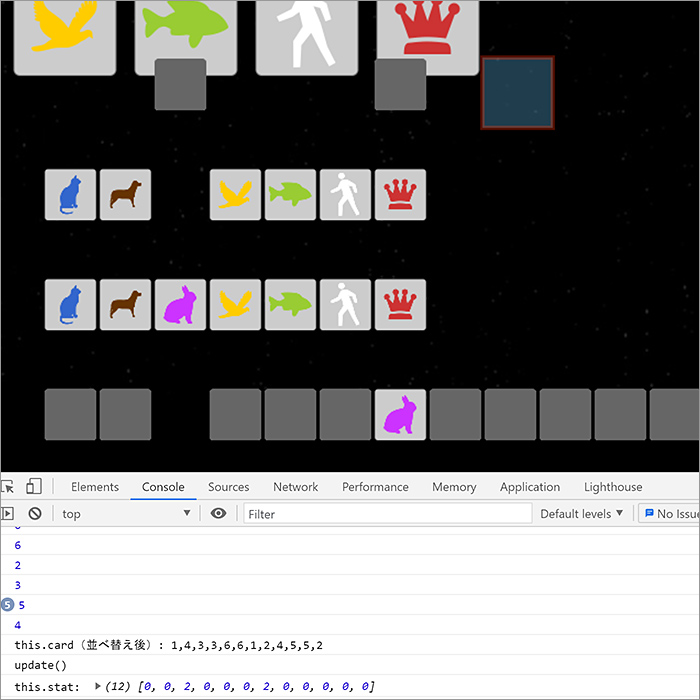 Elements Console Sources Network Performance Memory Application Lighthouse
top Filter Default levels No Issue
6
2
3
5 5
4
this.card（並べ替え後）: 1,4,3,3,6,6,1,2,4,5,5,2
update()
this.stat: (12) [0, 0, 2, 0, 0, 0, 2, 0, 0, 0, 0, 0]